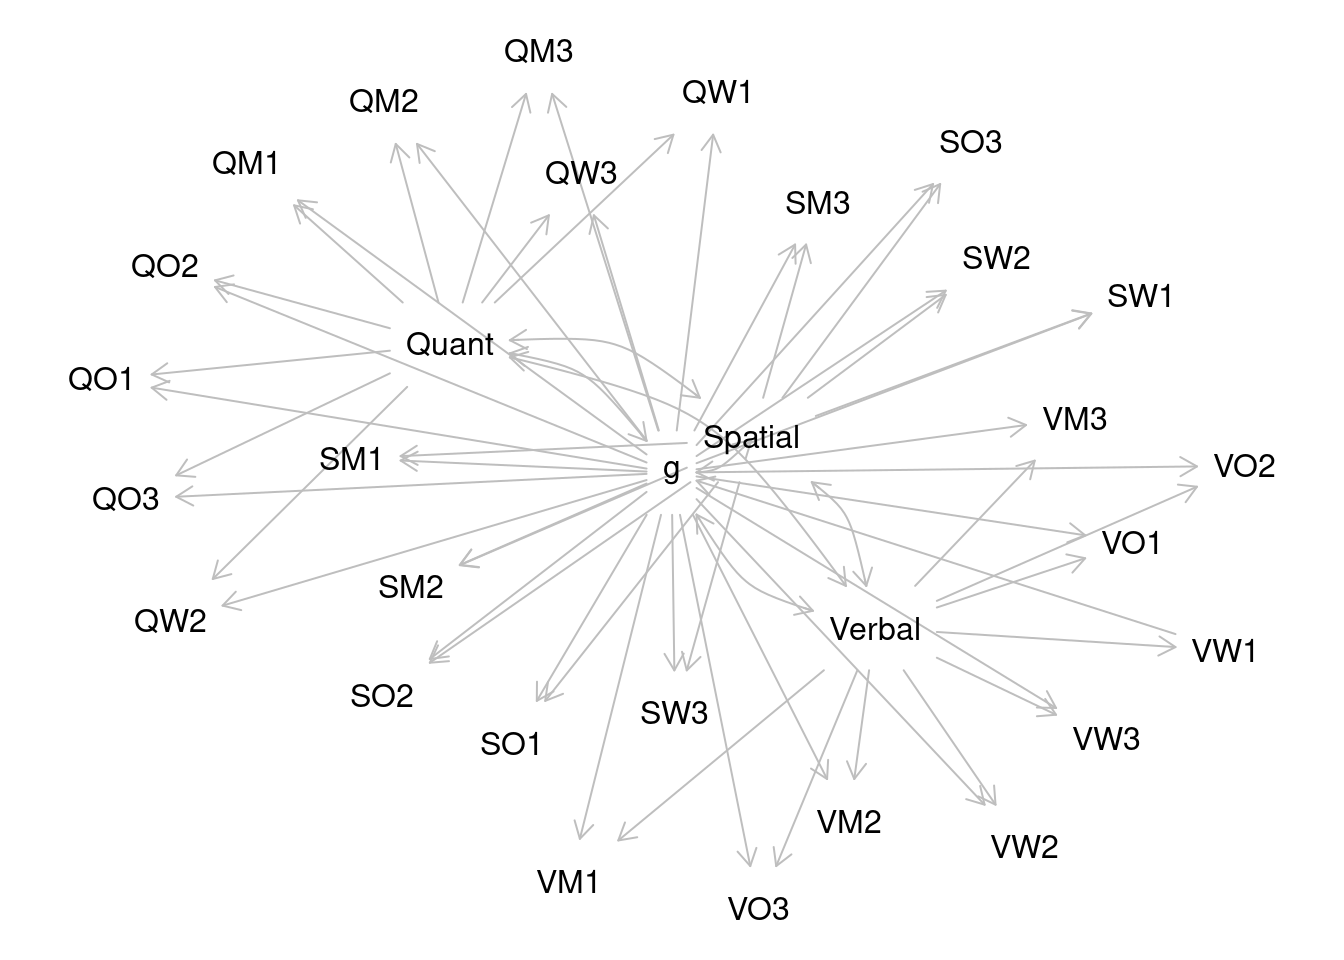 QM3
QW1
QM2
SO3
QM1
QW3
SM3
SW2
QO2
SW1
Quant
QO1
VM3
Spatial
SM1
g
VO2
QO3
VO1
SM2
QW2
Verbal
VW1
SO2
SW3
VW3
SO1
VM2
VW2
VM1
VO3